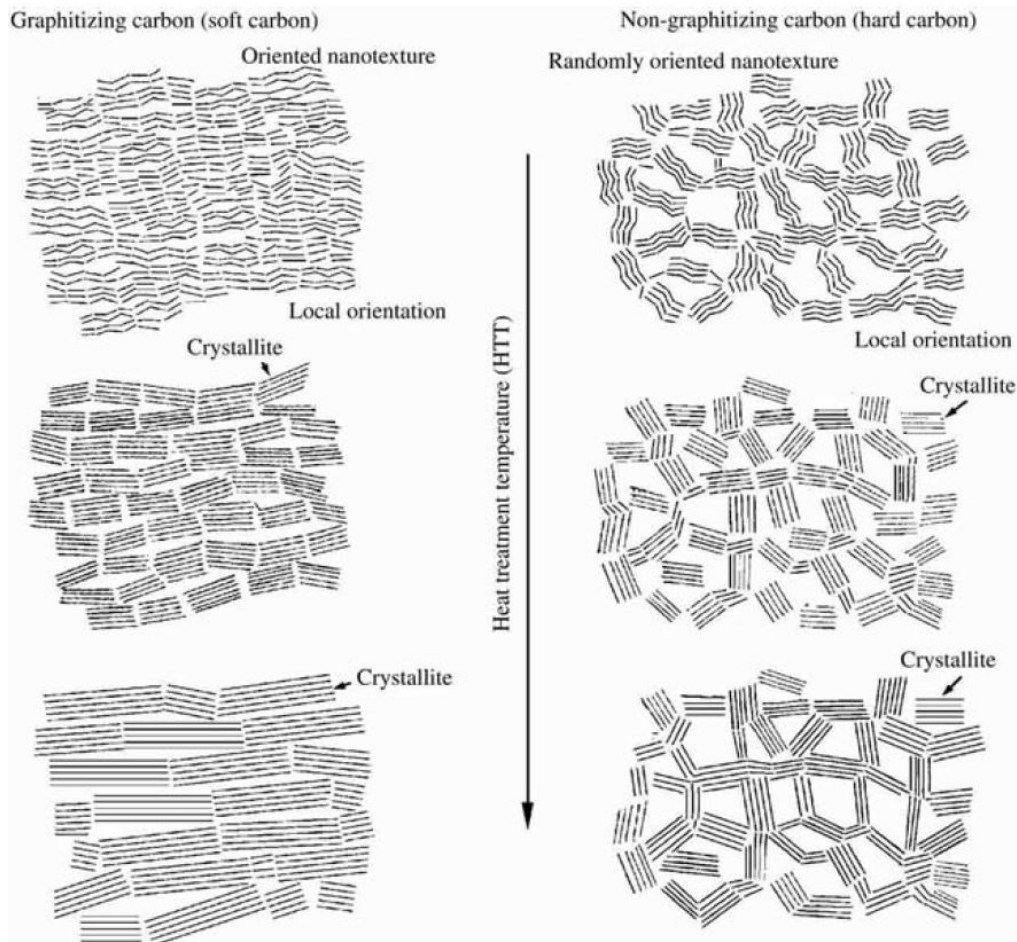 Graphitizing carbon (soft carbon)
Non-graphitizing carbon (hard carbon)
Oriented nanotexture
Randomly oriented nanotexture
Local orientation
Local orientation
Crystallite
Crystallite
Heat treatment temperature (HTT)
Crystallite
Crystallite